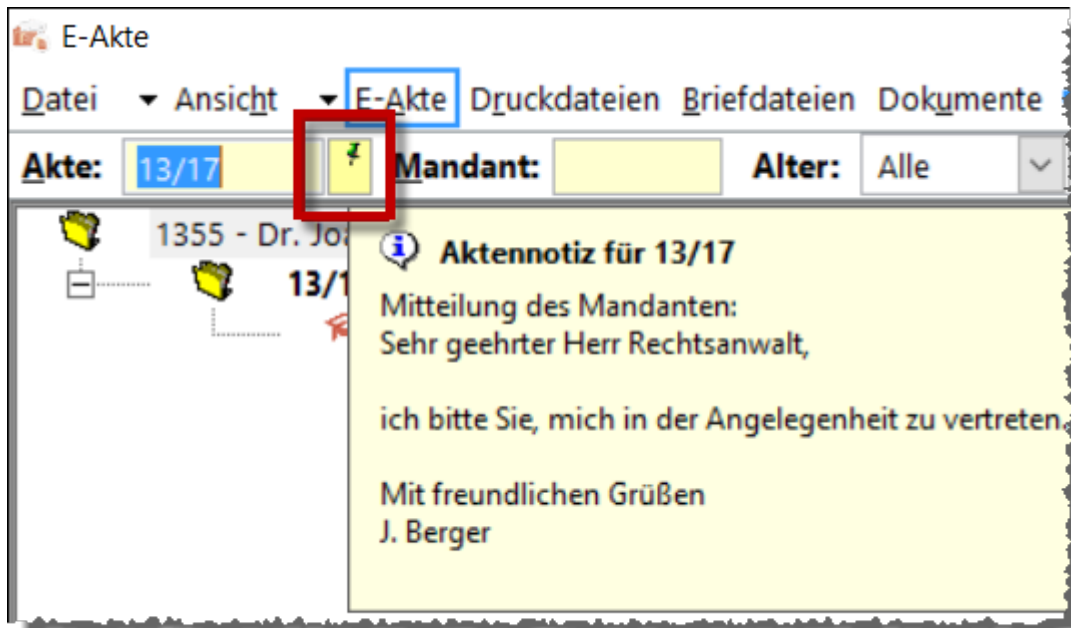 E-Akte
Datei Ansicht E-Akte Druckdateien Briefdateien Dokumente
Akte: 13/17 Mandant: Alter: Alle
1355 - Dr.
Aktennotiz für 13/17
Mitteilung des Mandanten:
Sehr geehrter Herr Rechtsanwalt,
ich bitte Sie, mich in der Angelegenheit zu vertreten.
Mit freundlichen Grüßen
J. Berger